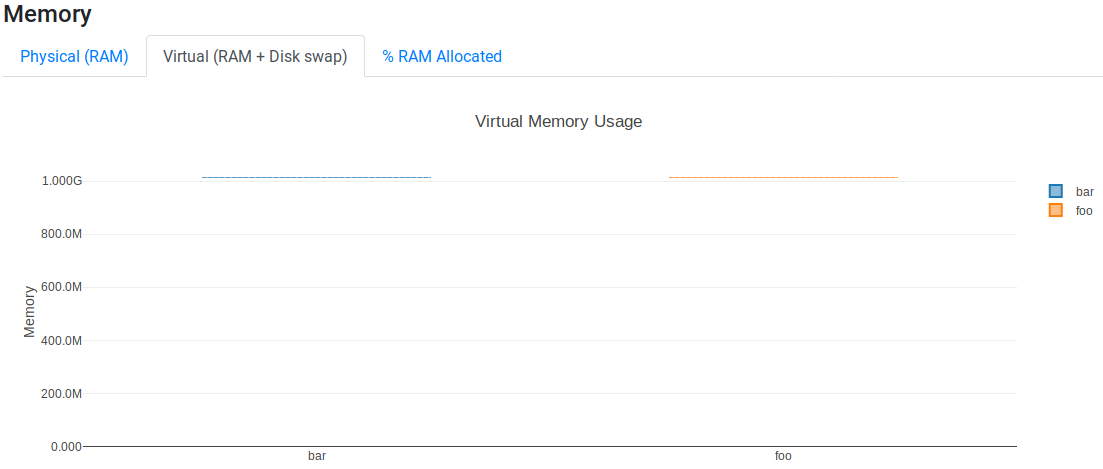 Memory
Physical (RAM) Virtual (RAM + Disk swap) % RAM Allocated
Virtual Memory Usage
1.000G
800.0M
600.0M
400.0M
200.0M
0.000
Memory
bar foo
bar
foo